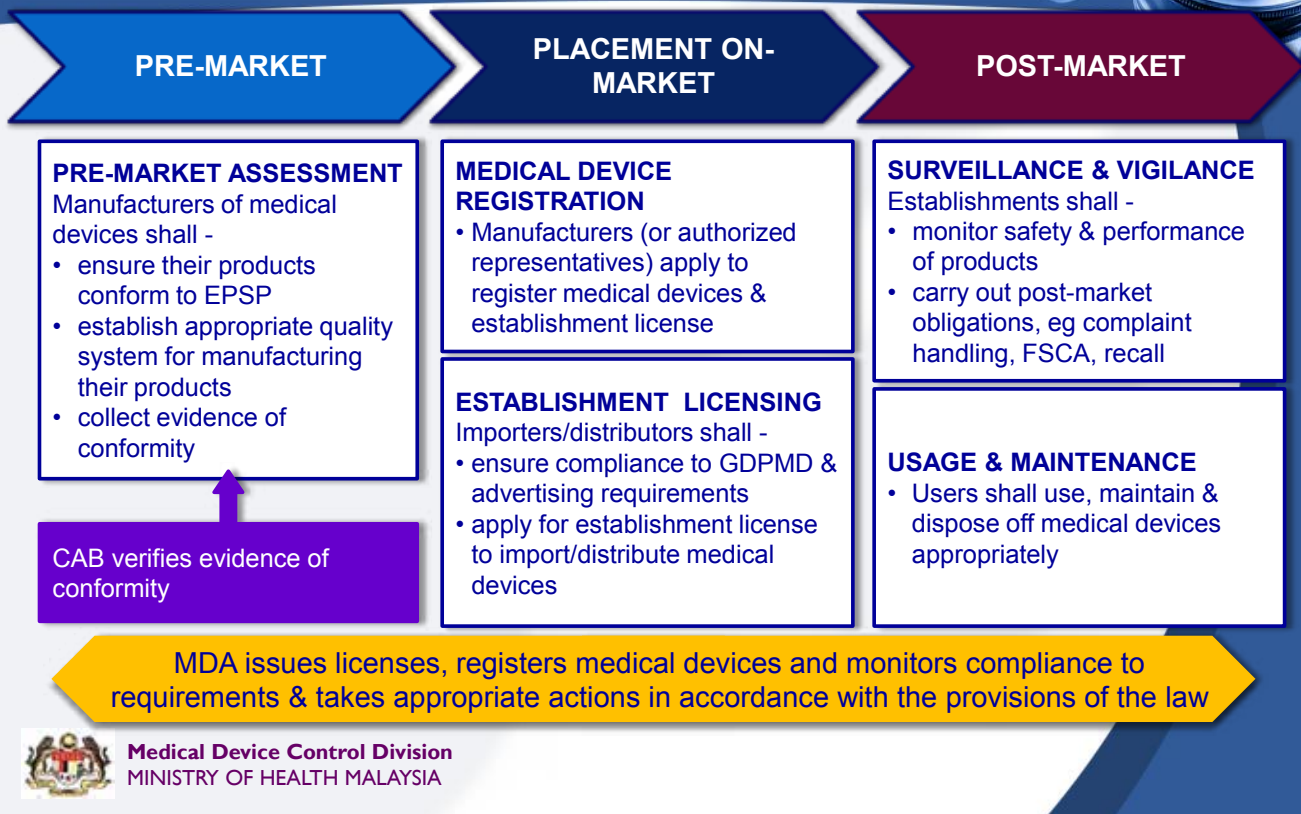 PRE-MARKET
PLACEMENT ON-
MARKET
POST-MARKET
PRE-MARKET ASSESSMENT
Manufacturers of medical
devices shall -
• ensure their products
conform to EPSP
• establish appropriate quality
system for manufacturing
their products
• collect evidence of
conformity
CAB verifies evidence of
conformity
MEDICAL DEVICE
REGISTRATION
• Manufacturers (or authorized
representatives) apply to
register medical devices &
establishment license
ESTABLISHMENT LICENSING
Importers/distributors shall -
• ensure compliance to GDPMD &
advertising requirements
• apply for establishment license
to import/distribute medical
devices
SURVEILLANCE & VIGILANCE
Establishments shall -
• monitor safety & performance
of products
• carry out post-market
obligations, eg complaint
handling, FSCA, recall
USAGE & MAINTENANCE
• Users shall use, maintain &
dispose off medical devices
appropriately
MDA issues licenses, registers medical devices and monitors compliance to
requirements & takes appropriate actions in accordance with the provisions of the law
Medical Device Control Division
MINISTRY OF HEALTH MALAYSIA